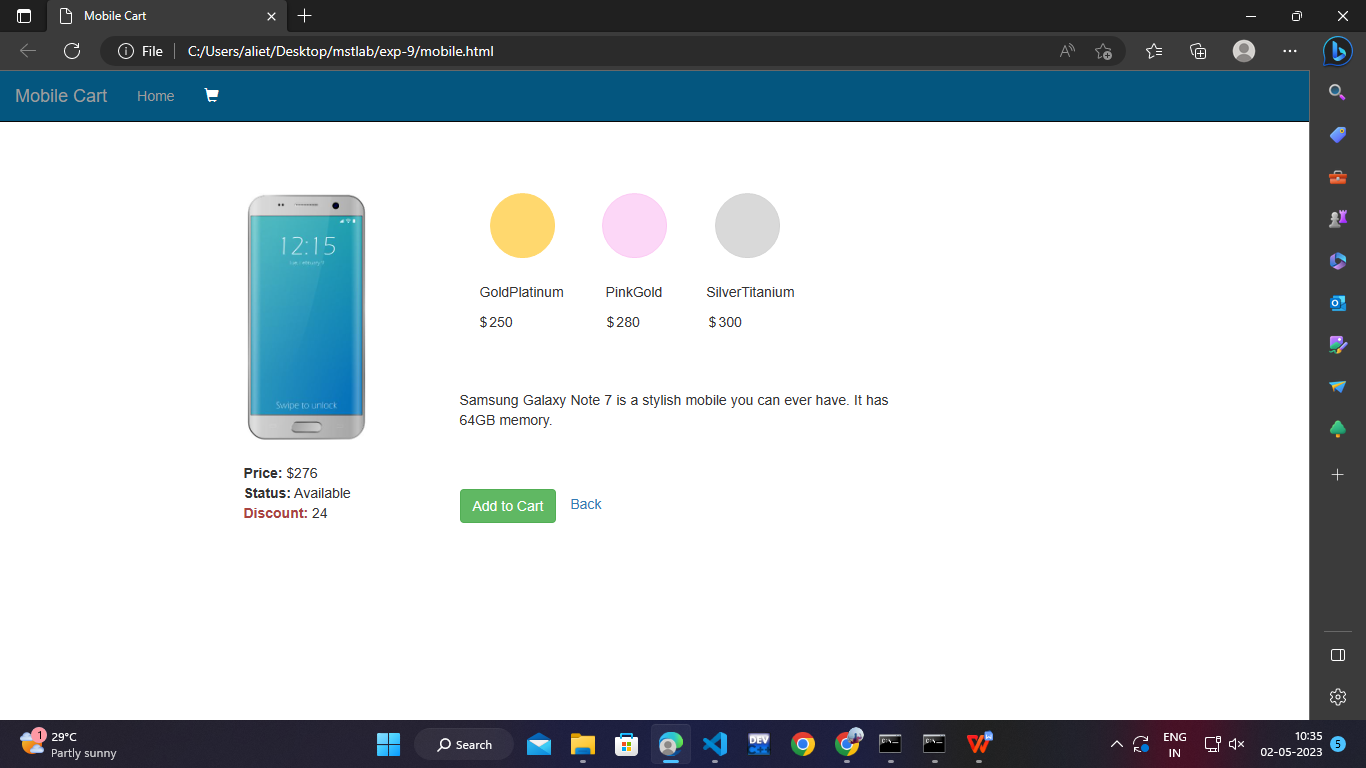 Mobile Cart
File
C:/Users/aliet/Desktop/mstlab/exp-9/mobile.html
Mobile Cart Home
12:15
Swipe to unlock
GoldPlatinum PinkGold SilverTitanium
$250 $280 $300
Samsung Galaxy Note 7 is a stylish mobile you can ever have. It has
64GB memory.
Price: $276
Status: Available
Discount: 24
Add to Cart Back
1
29°C
Partly sunny
Search
DEV
ENG
IN
10:35
02-05-2023
5